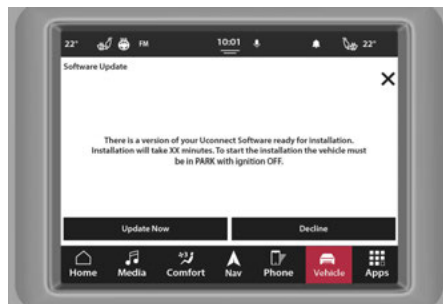 22° FM 10:01 22°
Software Update
There is a version of your Uconnect Software ready for installation.
Installation will take XX minutes. To start the installation the vehicle must
be in PARK with ignition OFF.
Update Now Decline
Home Media Comfort Nav Phone Vehicle Apps